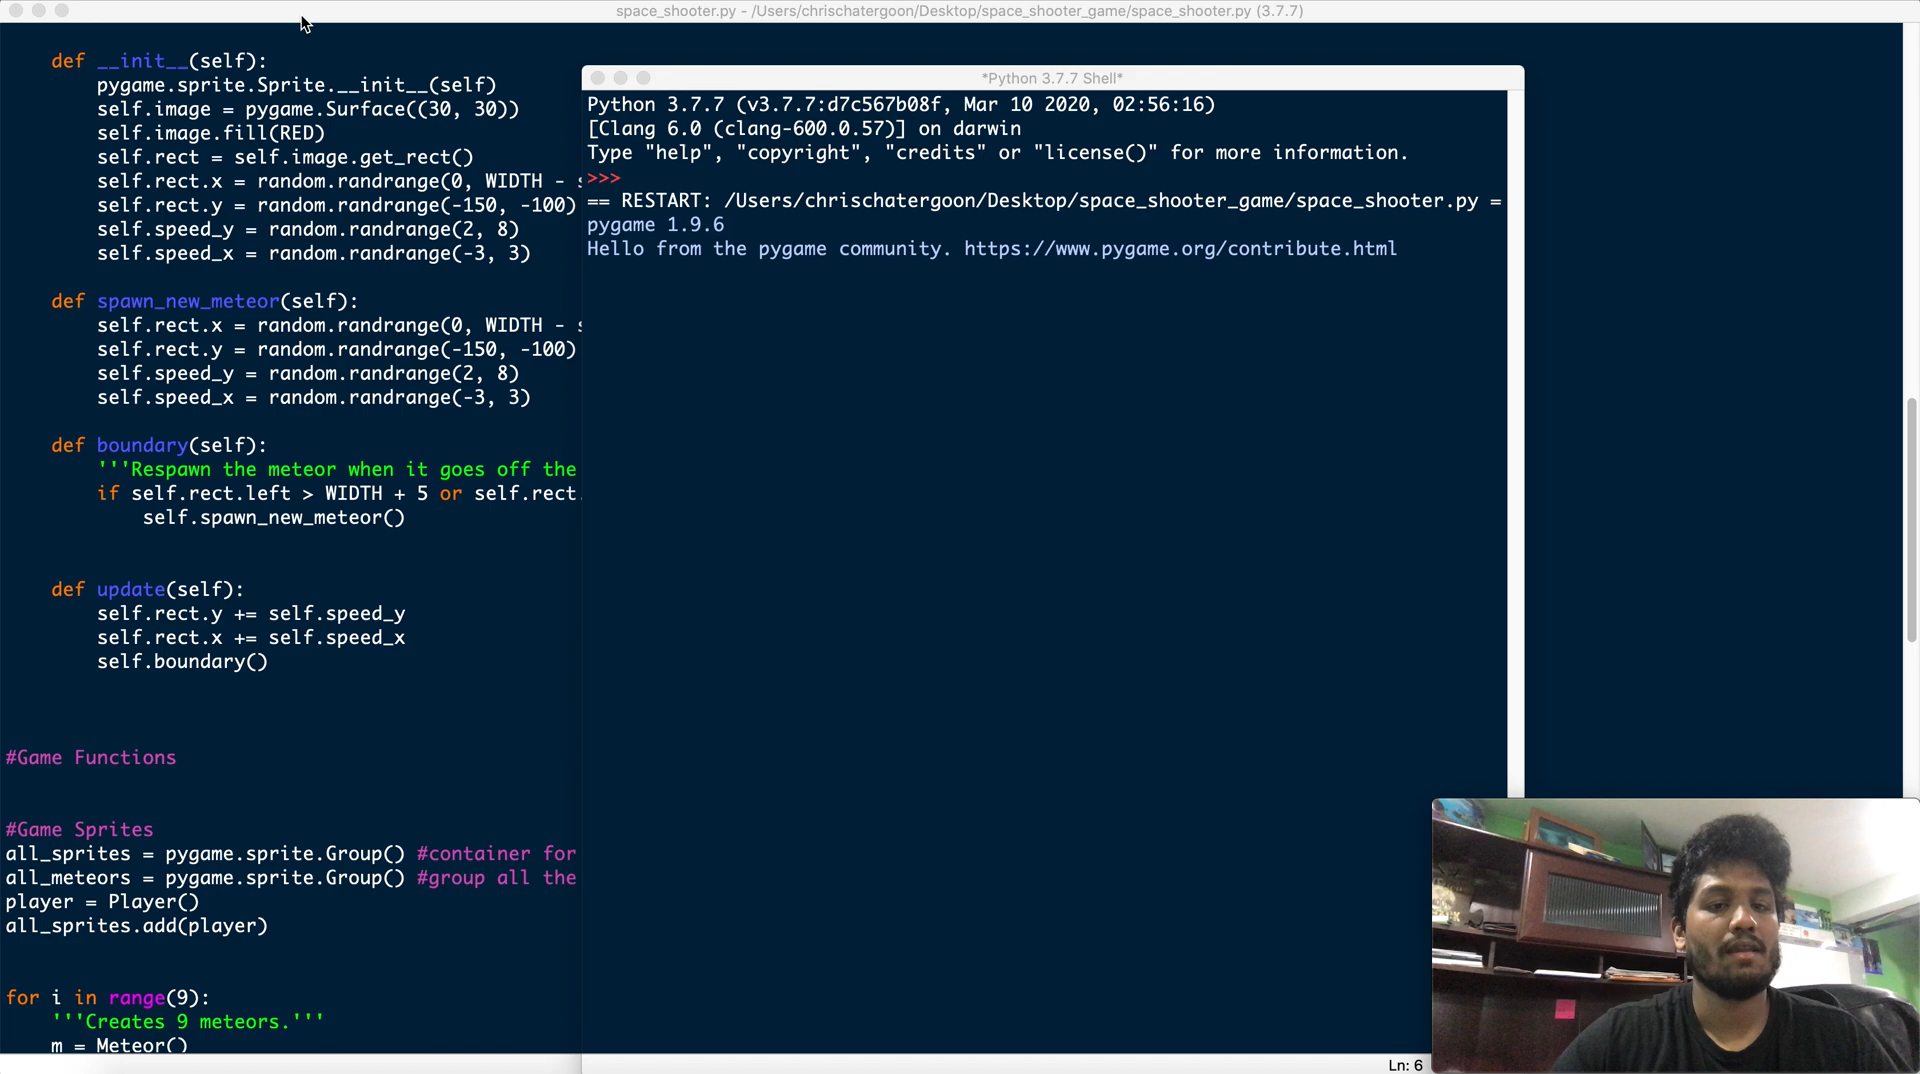 space_shooter.py - /Users/chrischatergoon/Desktop/space_shooter_game/space_shooter.py (3.7.7)
def __init__(self):
pygame.sprite.Sprite.__init__(self)
self.image = pygame.Surface((30, 30))
self.image.fill(RED)
self.rect = self.image.get_rect()
self.rect.x = random.randrange(0, WIDTH -
self.rect.y = random.randrange(-150, -100)
self.speed_y = random.randrange(2, 8)
self.speed_x = random.randrange(-3, 3)
def spawn_new_meteor(self):
self.rect.x = random.randrange(0, WIDTH -
self.rect.y = random.randrange(-150, -100)
self.speed_y = random.randrange(2, 8)
self.speed_x = random.randrange(-3, 3)
def boundary(self):
'''Respawn the meteor when it goes off the
if self.rect.left > WIDTH + 5 or self.rect.
self.spawn_new_meteor()
def update(self):
self.rect.y += self.speed_y
self.rect.x += self.speed_x
self.boundary()
#Game Functions
#Game Sprites
all_sprites = pygame.sprite.Group() #container for
all_meteors = pygame.sprite.Group() #group all the
player = Player()
all_sprites.add(player)
for i in range(9):
'''Creates 9 meteors.'''
m = Meteor()
*Python 3.7.7 Shell*
Python 3.7.7 (v3.7.7:d7c567b08f, Mar 10 2020, 02:56:16)
[Clang 6.0 (clang-600.0.57)] on darwin
Type "help", "copyright", "credits" or "license()" for more information.
>>>
== RESTART: /Users/chrischatergoon/Desktop/space_shooter_game/space_shooter.py =
pygame 1.9.6
Hello from the pygame community. https://www.pygame.org/contribute.html
Ln: 6